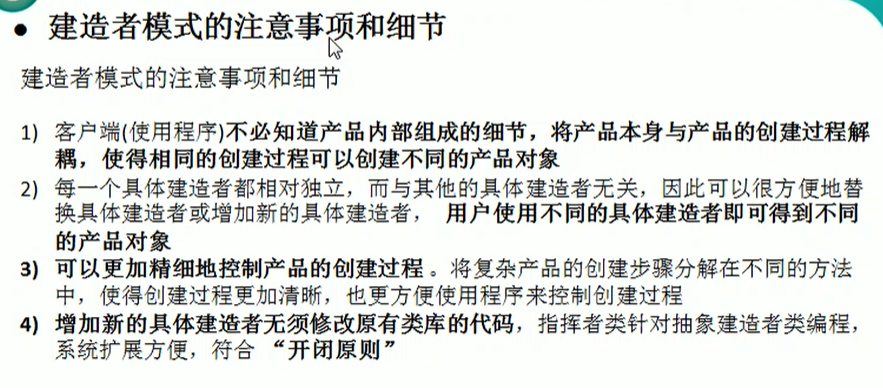 ● 建造者模式的注意事项和细节
建造者模式的注意事项和细节
1) 客户端(使用程序)不必知道产品内部组成的细节，将产品本身与产品的创建过程解
耦，使得相同的创建过程可以创建不同的产品对象
2) 每一个具体建造者都相对独立，而与其他的具体建造者无关，因此可以很方便地替
换具体建造者或增加新的具体建造者， 用户使用不同的具体建造者即可得到不同
的产品对象
3) 可以更加精细地控制产品的创建过程 。将复杂产品的创建步骤分解在不同的方法
中，使得创建过程更加清晰，也更方便使用程序来控制创建过程
4) 增加新的具体建造者无须修改原有类库的代码，指挥者类针对抽象建造者类编程，
系统扩展方便，符合 “开闭原则”